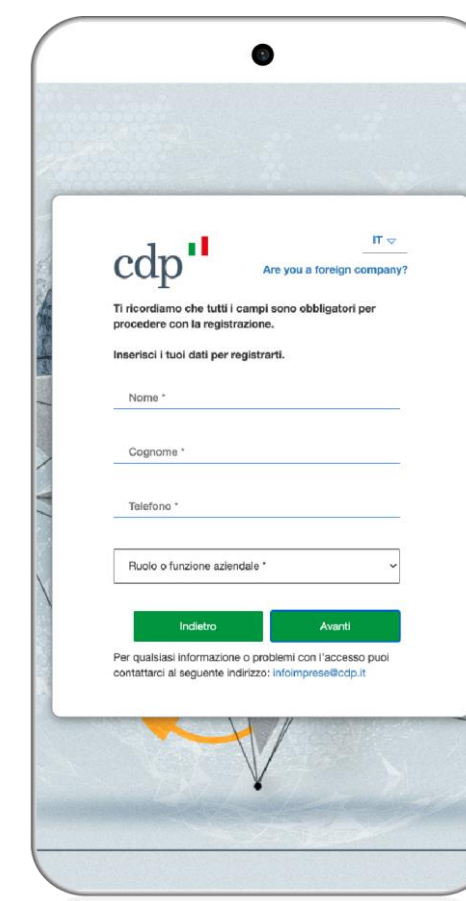 cdp
IT
Are you a foreign company?
Ti ricordiamo che tutti i campi sono obbligatori per
procedere con la registrazione.
Inserisci i tuoi dati per registrarti.
Nome *
Cognome *
Telefono *
Ruolo o funzione aziendale *
Indietro
Avanti
Per qualsiasi informazione o problemi con l'accesso puoi
contattarci al seguente indirizzo: infoimprese@cdp.it